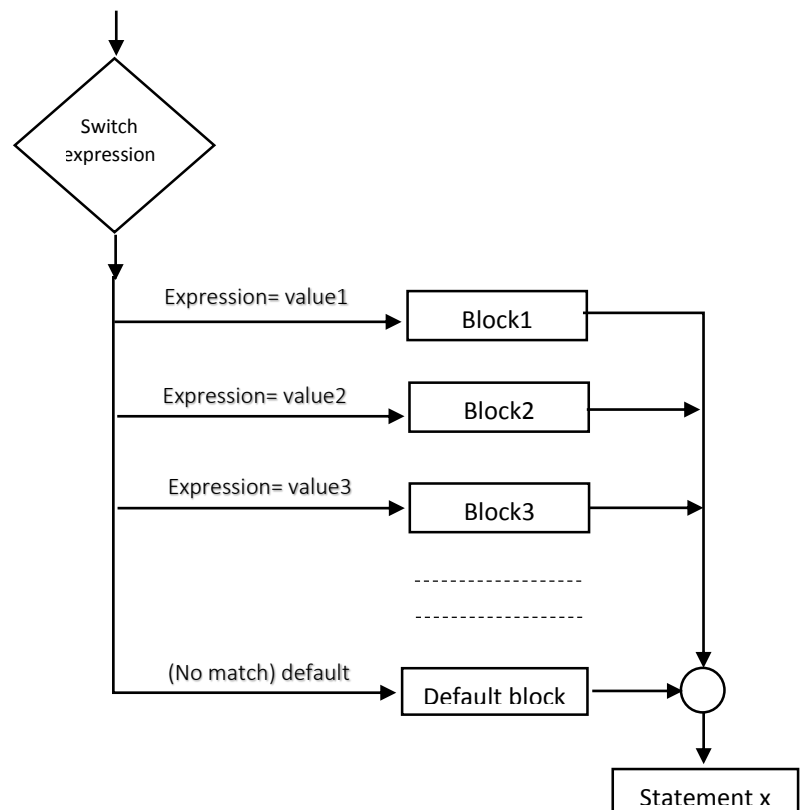 Switch
expression
Expression= value1
Block1
Expression= value2
Block2
Expression= value3
Block3
(No match) default
Default block
Statement x